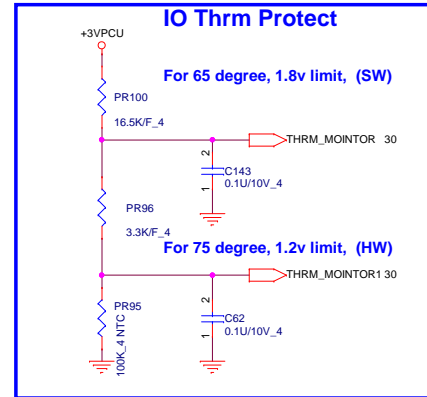 IO Thrm Protect
+3VPCU
For 65 degree, 1.8v limit, (SW)
PR100
16.5K/F_4
THRM_MOINTOR 30
2
C143
1
0.1U/10V_4
PR96
3.3K/F_4
For 75 degree, 1.2v limit, (HW)
THRM_MOINTOR1 30
2
PR95
C62
1
0.1U/10V_4
100K_4 NTC